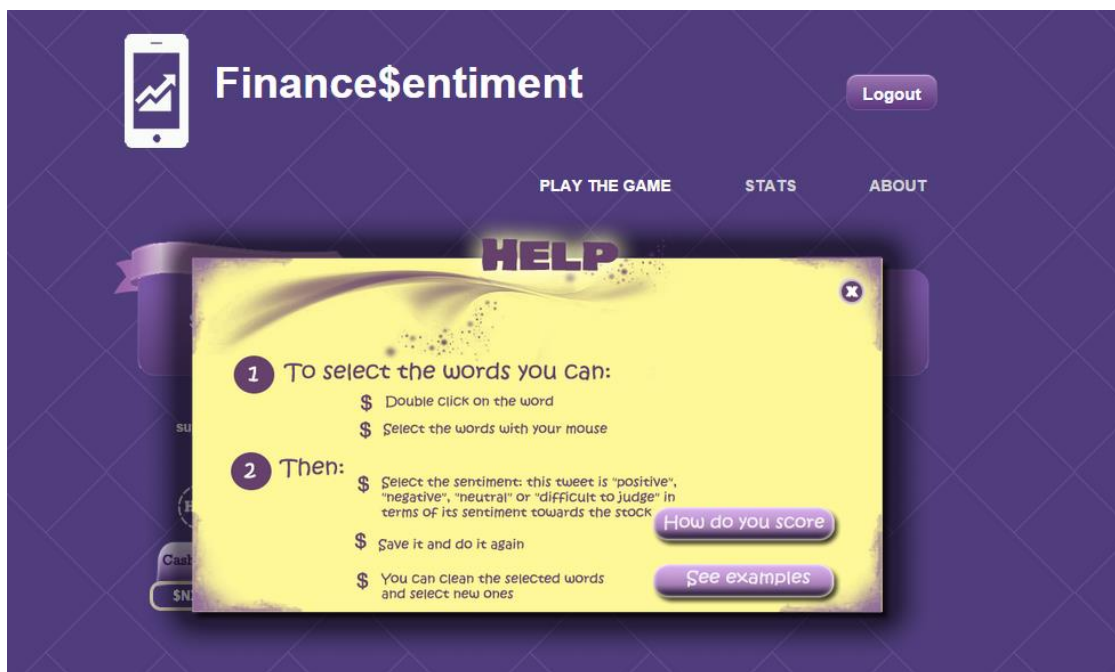 Finance$entiment
Logout
PLAY THE GAME STATS ABOUT
HELP
x
1 To select the words you can:
$ Double click on the word
$ Select the words with your mouse
2 Then:
$ Select the sentiment: this tweet is "positive",
"negative", "neutral" or "difficult to judge" in
terms of its sentiment towards the stock
How do you score
$ Save it and do it again
$ You can clean the selected words
and select new ones
See examples